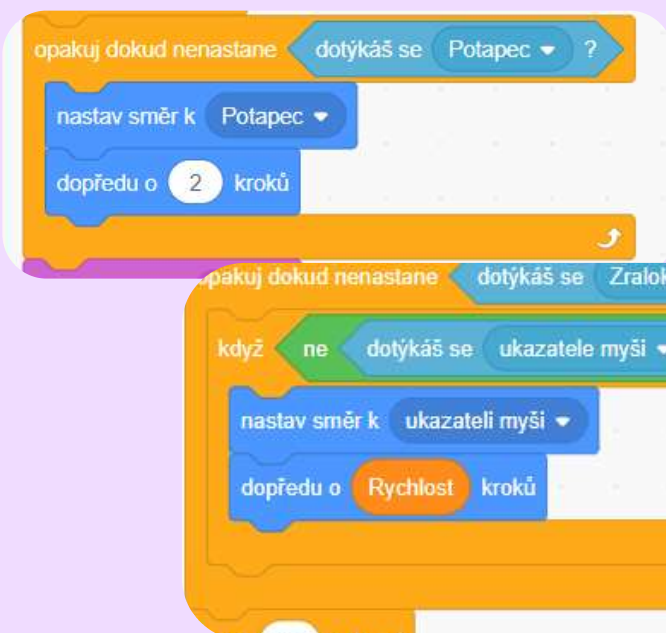 opakuj dokud nenastane dotýkáš se Potapec ?
nastav směr k Potapec
dopředu o 2 kroků
opakuj dokud nenastane dotýkáš se Zralok
když ne dotýkáš se ukazatele myši
nastav směr k ukazateli myši
dopředu o Rychlost kroků